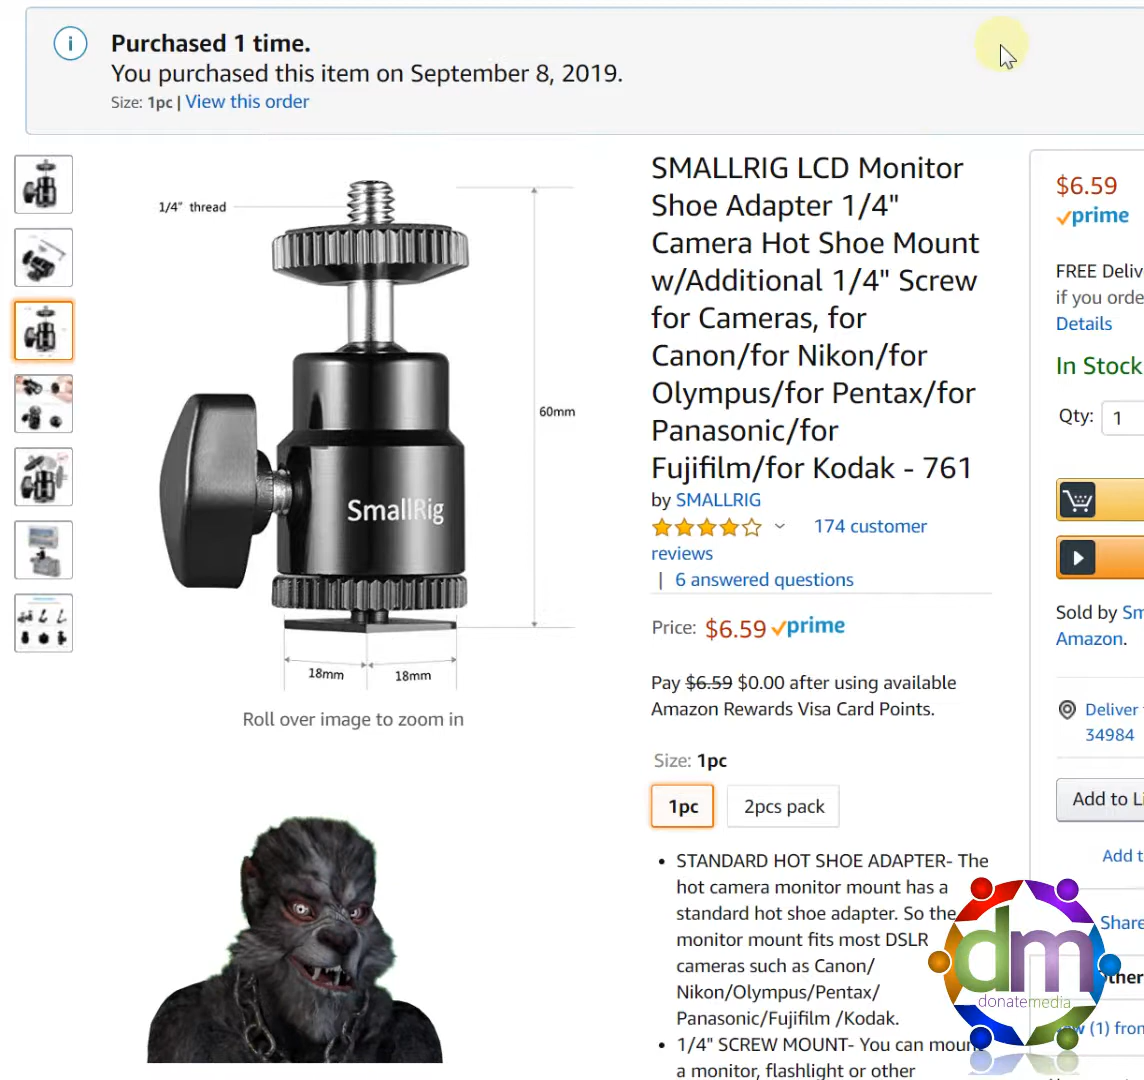 Purchased 1 time.
You purchased this item on September 8, 2019.
Size: 1pc | View this order
1/4" thread
60mm
SmallRig
18mm
18mm
Roll over image to zoom in
SMALLRIG LCD Monitor
Shoe Adapter 1/4"
Camera Hot Shoe Mount
w/Additional 1/4" Screw
for Cameras, for
Canon/for Nikon/for
Olympus/for Pentax/for
Panasonic/for
Fujifilm/for Kodak - 761
by SMALLRIG
174 customer
reviews
| 6 answered questions
Price: $6.59 prime
Pay $6.59 $0.00 after using available
Amazon Rewards Visa Card Points.
Size: 1pc
1pc
2pcs pack
• STANDARD HOT SHOE ADAPTER- The
hot camera monitor mount has a
standard hot shoe adapter. So the
monitor mount fits most DSLR
cameras such as Canon/
Nikon/Olympus/Pentax/
Panasonic/Fujifilm /Kodak.
• 1/4" SCREW MOUNT- You can mount
a monitor, flashlight or other
$6.59
prime
FREE Deliv
if you orde
Details
In Stock
Qty: 1
Sold by Sm
Amazon.
Deliver
34984
Add to Li
Add t
Share
ther
(1) from
dm
donatemedia